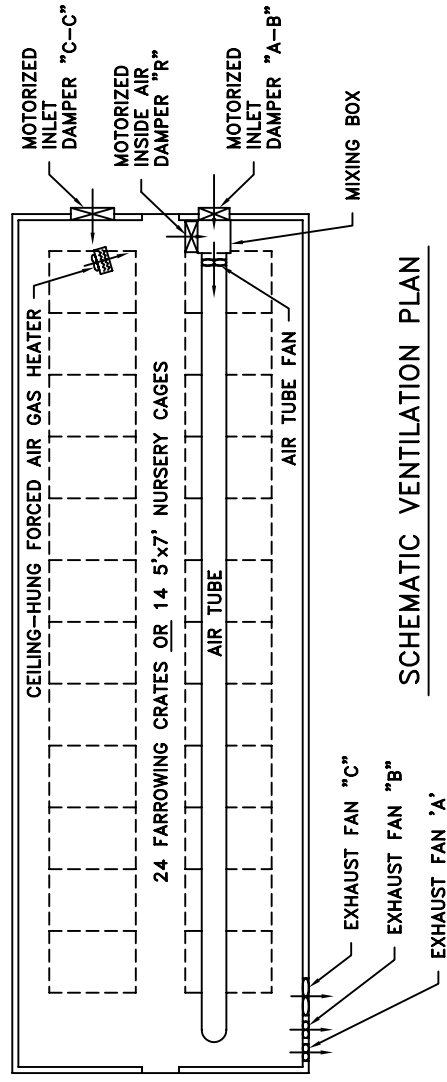 MOTORIZED
INLET
DAMPER "C-C"
MOTORIZED
INSIDE AIR
DAMPER "R"
MOTORIZED
INLET
DAMPER "A-B"
MIXING BOX
CEILING-HUNG FORCED AIR GAS HEATER
24 FARROWING CRATES OR 14 5'x7' NURSERY CAGES
AIR TUBE
AIR TUBE FAN
EXHAUST FAN "C"
EXHAUST FAN "B"
EXHAUST FAN 'A'
SCHEMATIC VENTILATION PLAN